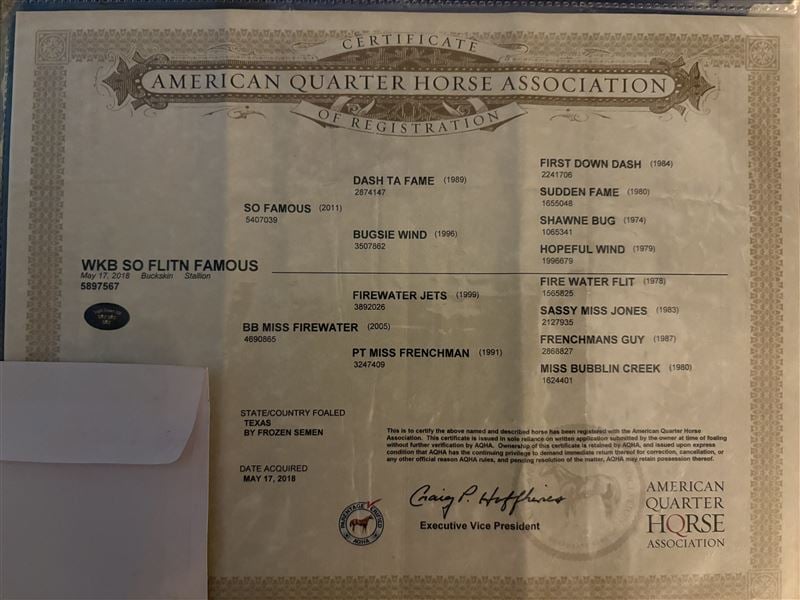 CERTIFICATE
AMERICAN QUARTER HORSE ASSOCIATION
OF REGISTRATION
FIRST DOWN DASH (1984)
2241706
DASH TA FAME (1989)
2874147
SUDDEN FAME (1980)
1655048
SO FAMOUS (2011)
5407039
SHAWNE BUG (1974)
1065341
BUGSIE WIND (1996)
3507862
HOPEFUL WIND (1979)
1996679
WKB SO FLITN FAMOUS
May 17, 2018 Buckskin Stallion
5897567
FIRE WATER FLIT (1978)
1565825
FIREWATER JETS (1999)
3892026
SASSY MISS JONES (1983)
2127935
BB MISS FIREWATER (2005)
4690865
FRENCHMANS GUY (1987)
2868827
PT MISS FRENCHMAN (1991)
3247409
MISS BUBBLIN CREEK (1980)
1624401
STATE/COUNTRY FOALED
TEXAS
BY FROZEN SEMEN
DATE ACQUIRED
MAY 17, 2018
This is to certify the above named and described horse has been registered with the American Quarter Horse
Association. This certificate is issued in sole reliance on written application submitted by the owner at time of foaling
without further verification by AQHA. Ownership of this certificate is retained by AQHA, and issued upon express
condition that AQHA has the continuing privilege to demand immediate return thereof for correction, cancellation, or
any other official reason AQHA rules, and pending resolution of the matter, AQHA may retain possession thereof.
PARENTAGE VERIFIED
AQHA
Craig P. Huffhines
Executive Vice President
AMERICAN
QUARTER
HORSE
ASSOCIATION